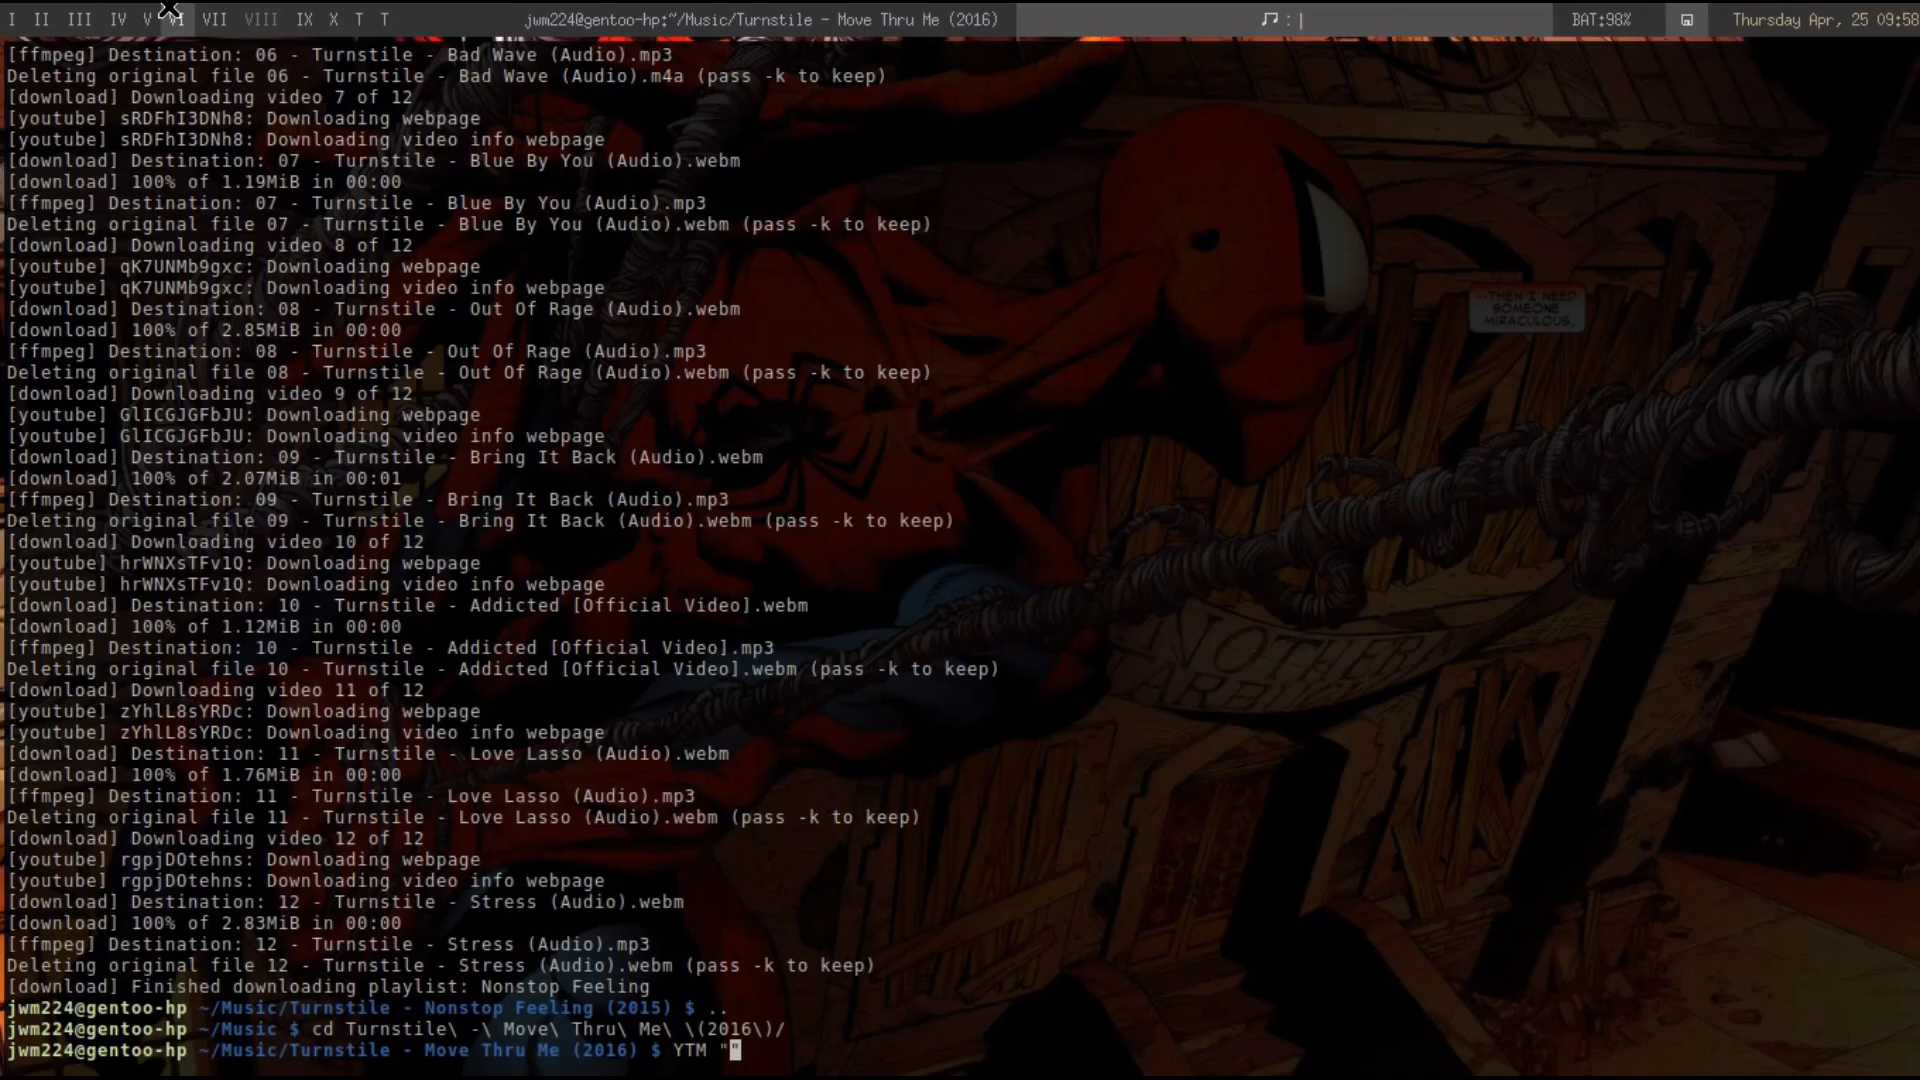 I II III IV V VI VII VIII IX X T T jwm224@gentoo-hp:~/Music/Turnstile - Move Thru Me (2016) : | BAT:98% Thursday Apr, 25 09:58
[ffmpeg] Destination: 06 - Turnstile - Bad Wave (Audio).mp3
Deleting original file 06 - Turnstile - Bad Wave (Audio).m4a (pass -k to keep)
[download] Downloading video 7 of 12
[youtube] sRDFhI3DNh8: Downloading webpage
[youtube] sRDFhI3DNh8: Downloading video info webpage
[download] Destination: 07 - Turnstile - Blue By You (Audio).webm
[download] 100% of 1.19MiB in 00:00
[ffmpeg] Destination: 07 - Turnstile - Blue By You (Audio).mp3
Deleting original file 07 - Turnstile - Blue By You (Audio).webm (pass -k to keep)
[download] Downloading video 8 of 12
[youtube] qK7UNMb9gxc: Downloading webpage
[youtube] qK7UNMb9gxc: Downloading video info webpage
[download] Destination: 08 - Turnstile - Out Of Rage (Audio).webm
[download] 100% of 2.85MiB in 00:00
[ffmpeg] Destination: 08 - Turnstile - Out Of Rage (Audio).mp3
Deleting original file 08 - Turnstile - Out Of Rage (Audio).webm (pass -k to keep)
[download] Downloading video 9 of 12
[youtube] GlICGJGFbJU: Downloading webpage
[youtube] GlICGJGFbJU: Downloading video info webpage
[download] Destination: 09 - Turnstile - Bring It Back (Audio).webm
[download] 100% of 2.07MiB in 00:01
[ffmpeg] Destination: 09 - Turnstile - Bring It Back (Audio).mp3
Deleting original file 09 - Turnstile - Bring It Back (Audio).webm (pass -k to keep)
[download] Downloading video 10 of 12
[youtube] hrWNXsTFv1Q: Downloading webpage
[youtube] hrWNXsTFv1Q: Downloading video info webpage
[download] Destination: 10 - Turnstile - Addicted [Official Video].webm
[download] 100% of 1.12MiB in 00:00
[ffmpeg] Destination: 10 - Turnstile - Addicted [Official Video].mp3
Deleting original file 10 - Turnstile - Addicted [Official Video].webm (pass -k to keep)
[download] Downloading video 11 of 12
[youtube] zYhlL8sYRDc: Downloading webpage
[youtube] zYhlL8sYRDc: Downloading video info webpage
[download] Destination: 11 - Turnstile - Love Lasso (Audio).webm
[download] 100% of 1.76MiB in 00:00
[ffmpeg] Destination: 11 - Turnstile - Love Lasso (Audio).mp3
Deleting original file 11 - Turnstile - Love Lasso (Audio).webm (pass -k to keep)
[download] Downloading video 12 of 12
[youtube] rgpjDOtehns: Downloading webpage
[youtube] rgpjDOtehns: Downloading video info webpage
[download] Destination: 12 - Turnstile - Stress (Audio).webm
[download] 100% of 2.83MiB in 00:00
[ffmpeg] Destination: 12 - Turnstile - Stress (Audio).mp3
Deleting original file 12 - Turnstile - Stress (Audio).webm (pass -k to keep)
[download] Finished downloading playlist: Nonstop Feeling
jwm224@gentoo-hp ~/Music/Turnstile - Nonstop Feeling (2015) $ ..
jwm224@gentoo-hp ~/Music $ cd Turnstile\ -\ Move\ Thru\ Me\ \(2016\)/
jwm224@gentoo-hp ~/Music/Turnstile - Move Thru Me (2016) $ YTM ""
...THEN I NEED
SOMEONE
MIRACULOUS.